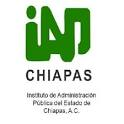 IAP
CHIAPAS
Instituto de Administración
Pública del Estado de
Chiapas, A.C.